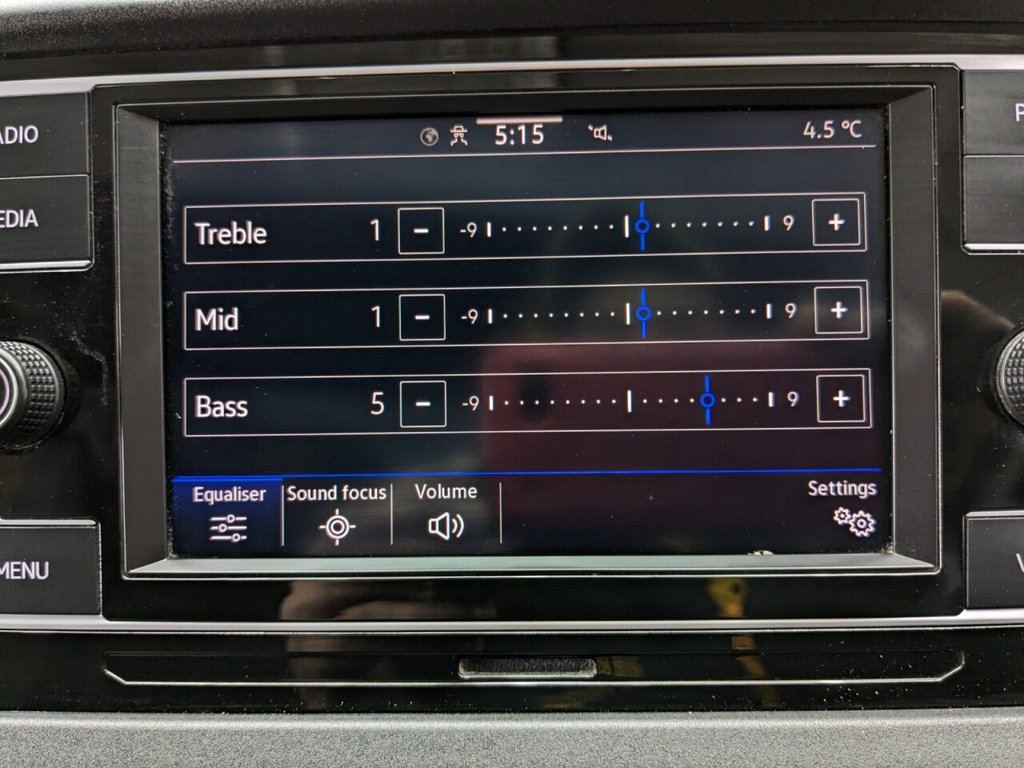 5:15 4.5 °C
ADIO
EDIA
Treble 1 - -9 9 +
Mid 1 - -9 9 +
Bass 5 - -9 9 +
Equaliser Sound focus Volume Settings
MENU